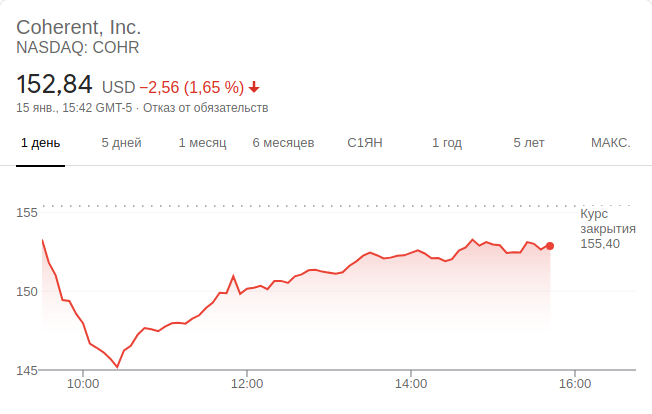 Coherent, Inc.
NASDAQ: COHR
152,84 USD −2,56 (1,65 %)
15 янв., 15:42 GMT-5 · Отказ от обязательств
1 день 5 дней 1 месяц 6 месяцев С1ЯН 1 год 5 лет МАКС.
155
Курс
закрытия
155,40
150
145
10:00 12:00 14:00 16:00